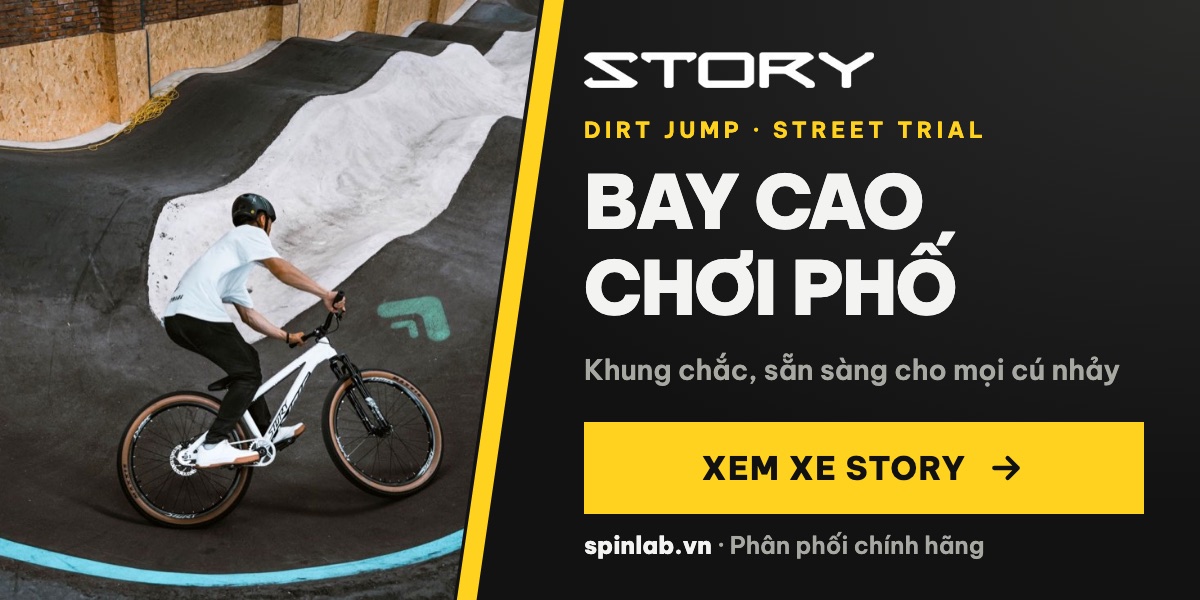 STORY
DIRT JUMP · STREET TRIAL
BAY CAO
CHƠI PHỐ
Khung chắc, sẵn sàng cho mọi cú nhảy
XEM XE STORY →
spinlab.vn · Phân phối chính hãng
STORY